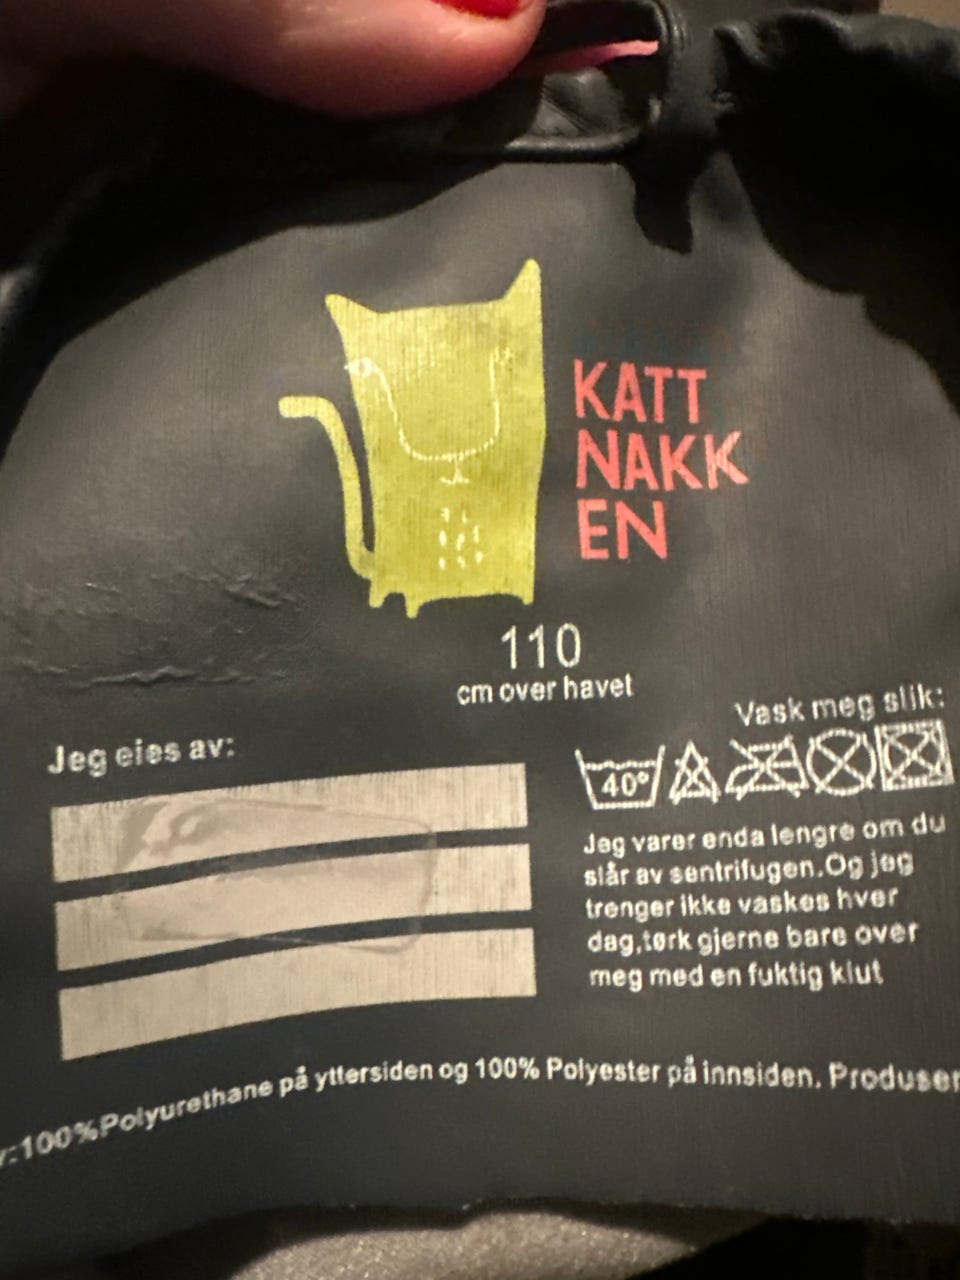 KATT
NAKK
EN
110
cm over havet
Jeg eies av:
Vask meg slik:
40°
Jeg varer enda lengre om du
slår av sentrifugen.Og jeg
trenger ikke vaskes hver
dag,tørk gjerne bare over
meg med en fuktig klut
100%Polyurethane på yttersiden og 100% Polyester på innsiden. Produser